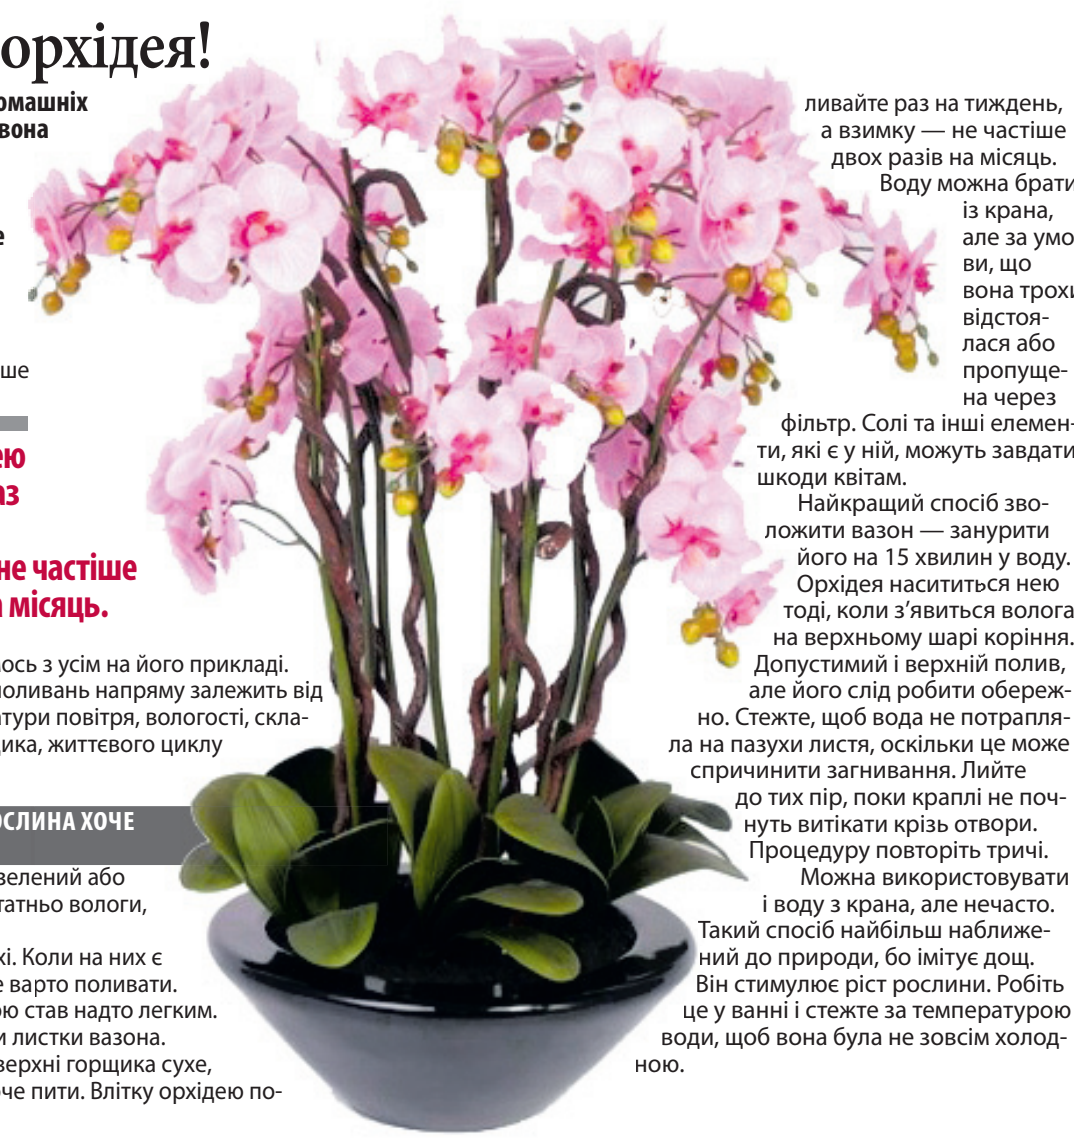 орхідея!
омашніх
вона
е
ше
ею
аз
не частіше
місяць.
ось з усім на його прикладі.
оливань напряму залежить від
атури повітря, вологості, скла-
ика, життєвого циклу
ОСЛИНА ХОЧЕ
зелений або
татньо вологи,
хі. Коли на них є
е варто поливати.
ю став надто легким.
и листки вазона.
верхні горщика сухе,
че пити. Влітку орхідею по-
ливайте раз на тиждень,
а взимку — не частіше
двох разів на місяць.
Воду можна брати
із крана,
але за умо
ви, що
вона трохи
відстоя-
лася або
пропуще-
на через
фільтр. Солі та інші елемен-
ти, які є у ній, можуть завдати
шкоди квітам.
Найкращий спосіб зво-
ложити вазон — занурити
його на 15 хвилин у воду.
Орхідея насититься нею
тоді, коли з’явиться волога
на верхньому шарі коріння.
Допустимий і верхній полив,
але його слід робити обереж-
но. Стежте, щоб вода не потрапля-
ла на пазухи листя, оскільки це може
спричинити загнивання. Лийте
до тих пір, поки краплі не поч-
нуть витікати крізь отвори.
Процедуру повторіть тричі.
Можна використовувати
і воду з крана, але нечасто.
Такий спосіб найбільш наближе-
ний до природи, бо імітує дощ.
Він стимулює ріст рослини. Робіть
це у ванні і стежте за температурою
води, щоб вона була не зовсім холод-
ною.